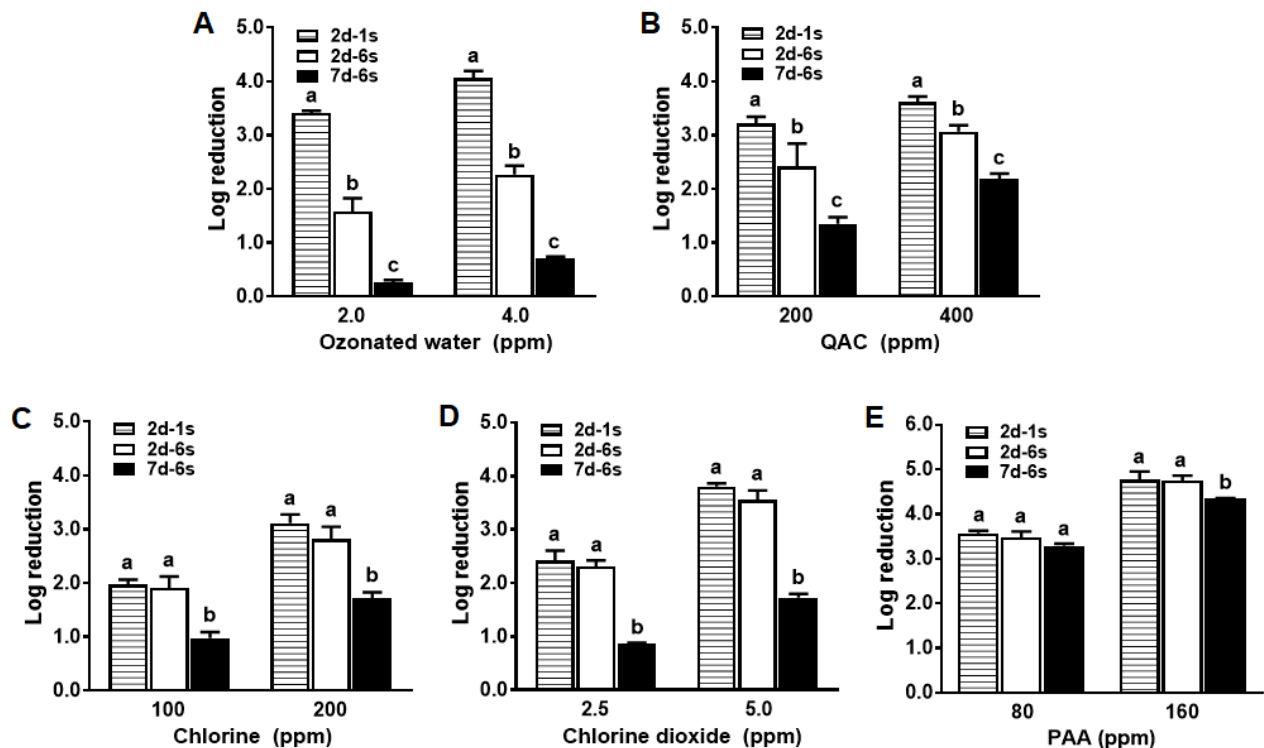 A
Log reduction
5.0
4.0
3.0
2.0
1.0
0.0
2d-1s
2d-6s
7d-6s
a
b
c
a
b
c
2.0
4.0
Ozonated water (ppm)
B
Log reduction
5.0
4.0
3.0
2.0
1.0
0.0
2d-1s
2d-6s
7d-6s
a
b
c
a
b
c
200
400
QAC (ppm)
C
Log reduction
5.0
4.0
3.0
2.0
1.0
0.0
2d-1s
2d-6s
7d-6s
a
a
b
a
a
b
100
200
Chlorine (ppm)
D
Log reduction
5.0
4.0
3.0
2.0
1.0
0.0
2d-1s
2d-6s
7d-6s
a
a
b
a
a
b
2.5
5.0
Chlorine dioxide (ppm)
E
Log reduction
6.0
5.0
4.0
3.0
2.0
1.0
0.0
2d-1s
2d-6s
7d-6s
a
a
a
a
a
b
80
160
PAA (ppm)